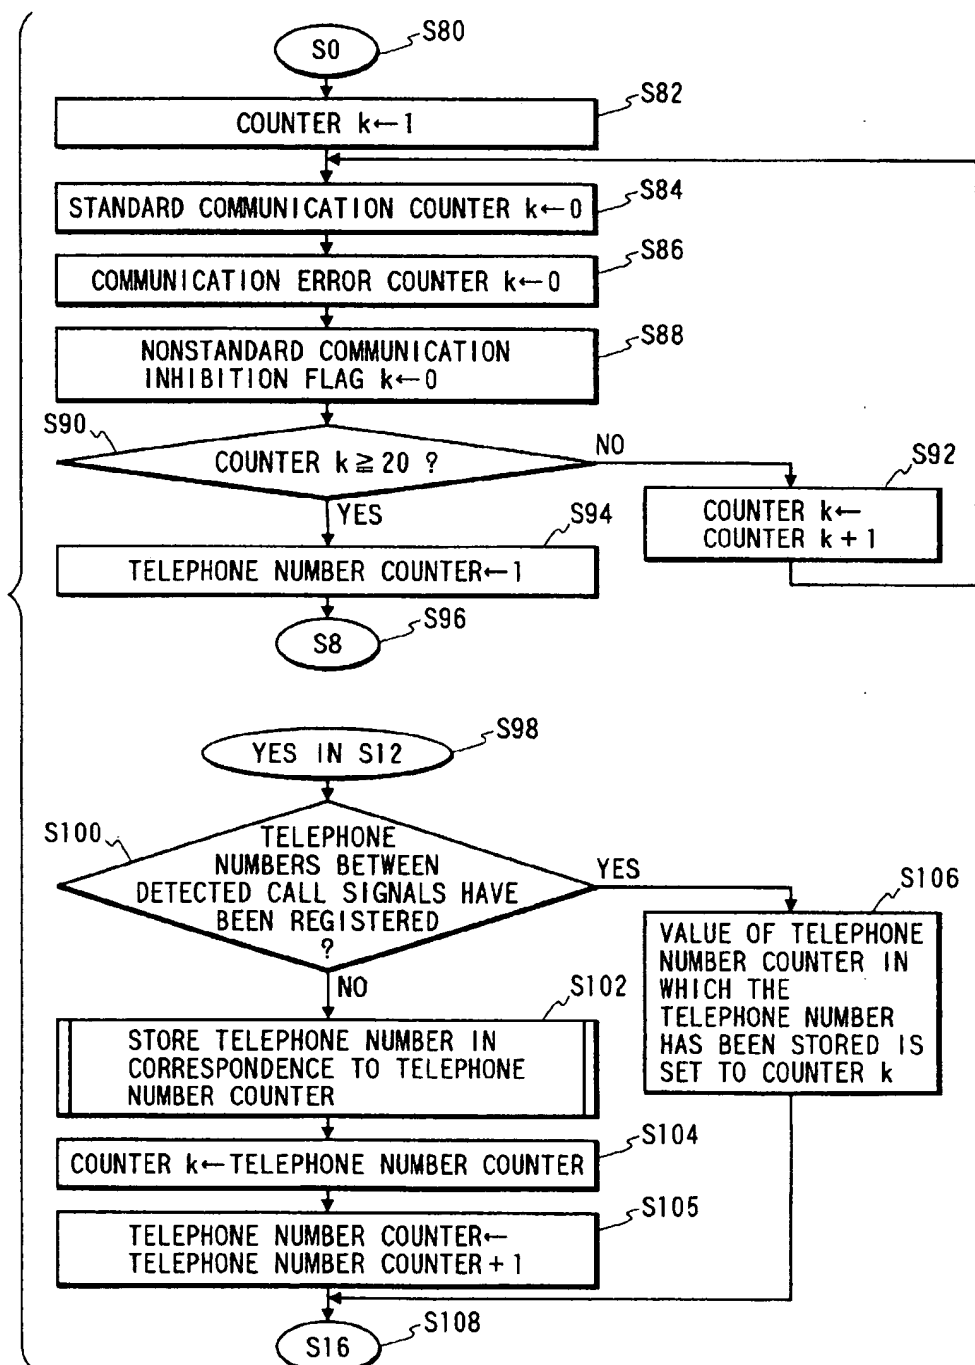 S0
S80
S82
COUNTER k←1
S84
STANDARD COMMUNICATION COUNTER k←0
S86
COMMUNICATION ERROR COUNTER k←0
S88
NONSTANDARD COMMUNICATION
INHIBITION FLAG k←0
S90
COUNTER k≧20 ?
NO
YES
S92
COUNTER k←
COUNTER k+1
S94
TELEPHONE NUMBER COUNTER←1
S96
S8
S98
YES IN S12
S100
TELEPHONE
NUMBERS BETWEEN
DETECTED CALL SIGNALS HAVE
BEEN REGISTERED
?
YES
NO
S106
VALUE OF TELEPHONE
NUMBER COUNTER IN
WHICH THE
TELEPHONE NUMBER
HAS BEEN STORED IS
SET TO COUNTER k
S102
STORE TELEPHONE NUMBER IN
CORRESPONDENCE TO TELEPHONE
NUMBER COUNTER
S104
COUNTER k←TELEPHONE NUMBER COUNTER
S105
TELEPHONE NUMBER COUNTER←
TELEPHONE NUMBER COUNTER+1
S108
S16